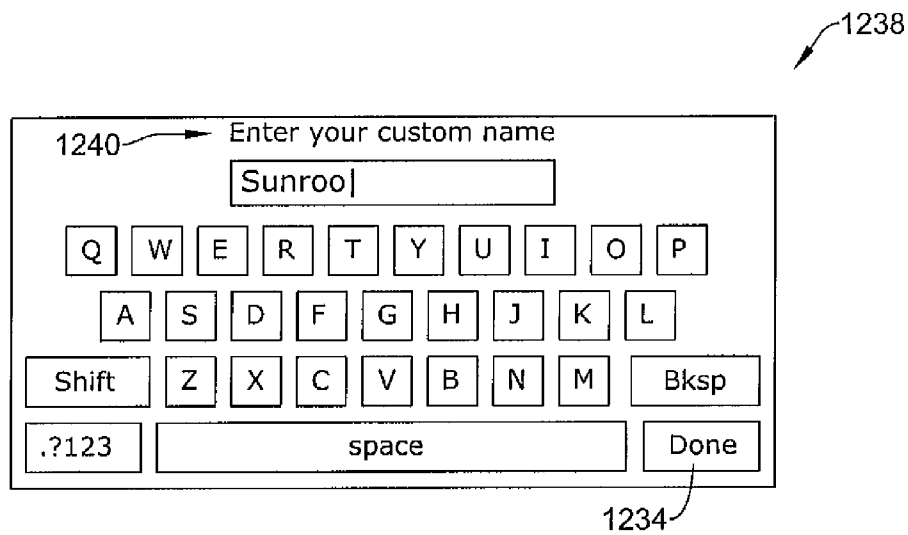 1238
1240 Enter your custom name
Sunroo
Q W E R T Y U I O P
A S D F G H J K L
Shift Z X C V B N M Bksp
.?123 space Done
1234